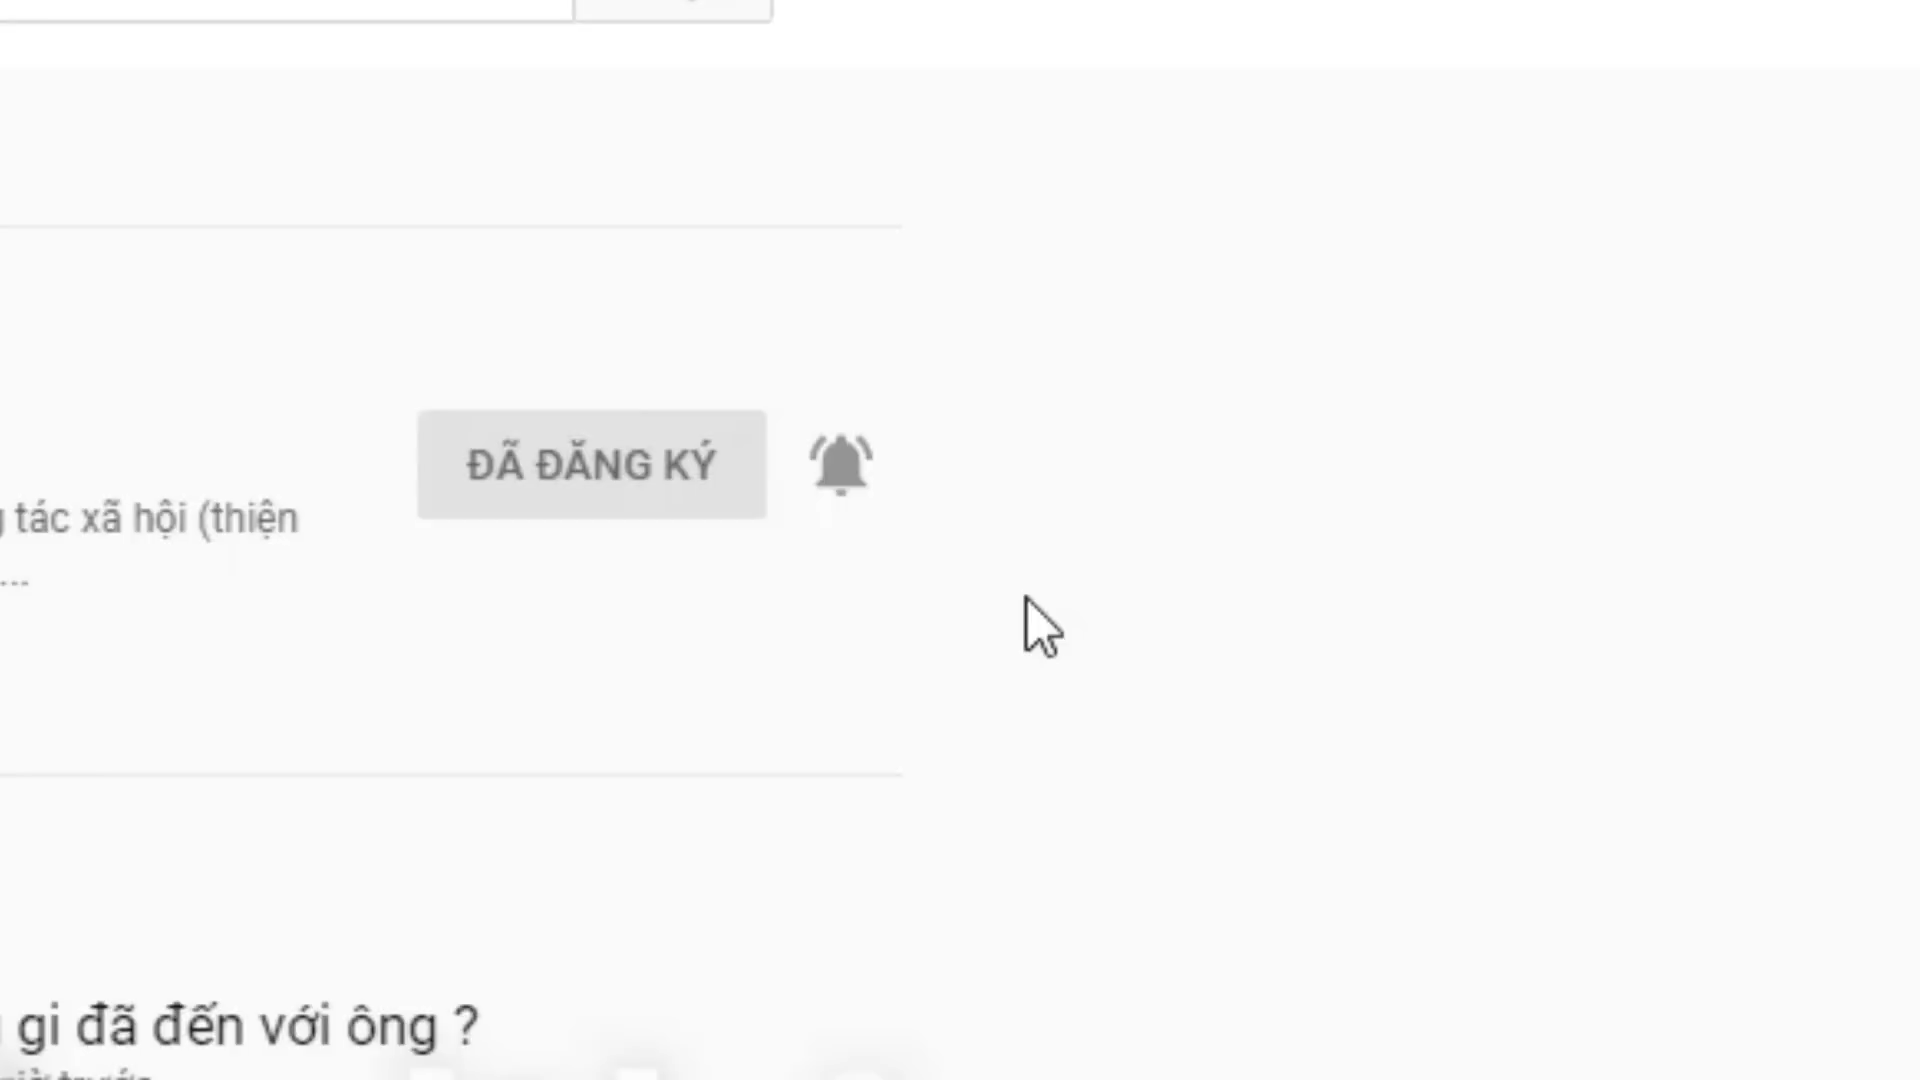 ĐÃ ĐĂNG KÝ
tác xã hội (thiện
...
gi đã đến với ông ?